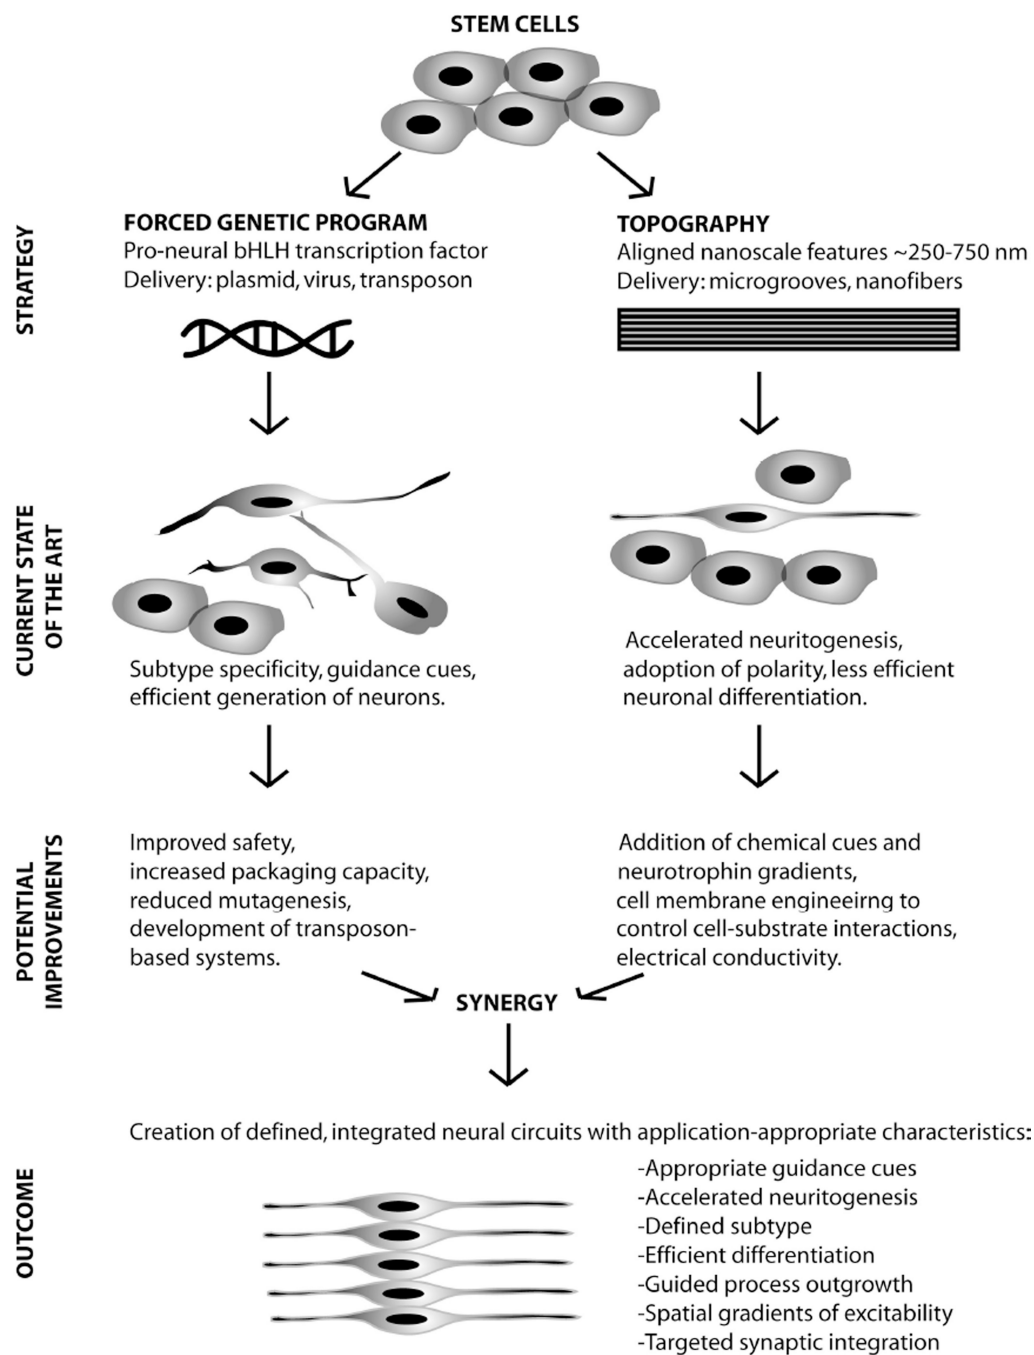 STEM CELLS
STRATEGY
FORCED GENETIC PROGRAM
Pro-neural bHLH transcription factor
Delivery: plasmid, virus, transposon
TOPOGRAPHY
Aligned nanoscale features ~250-750 nm
Delivery: microgrooves, nanofibers
CURRENT STATE
OF THE ART
Subtype specificity, guidance cues,
efficient generation of neurons.
Accelerated neuritogenesis,
adoption of polarity, less efficient
neuronal differentiation.
POTENTIAL
IMPROVEMENTS
Improved safety,
increased packaging capacity,
reduced mutagenesis,
development of transposon-
based systems.
Addition of chemical cues and
neurotrophin gradients,
cell membrane engineeirng to
control cell-substrate interactions,
electrical conductivity.
SYNERGY
OUTCOME
Creation of defined, integrated neural circuits with application-appropriate characteristics:
-Appropriate guidance cues
-Accelerated neuritogenesis
-Defined subtype
-Efficient differentiation
-Guided process outgrowth
-Spatial gradients of excitability
-Targeted synaptic integration